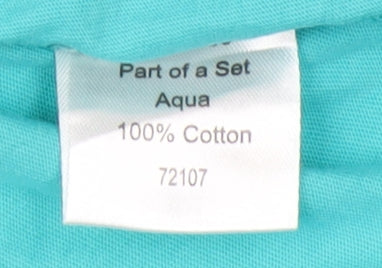 Part of a Set
Aqua
100% Cotton
72107